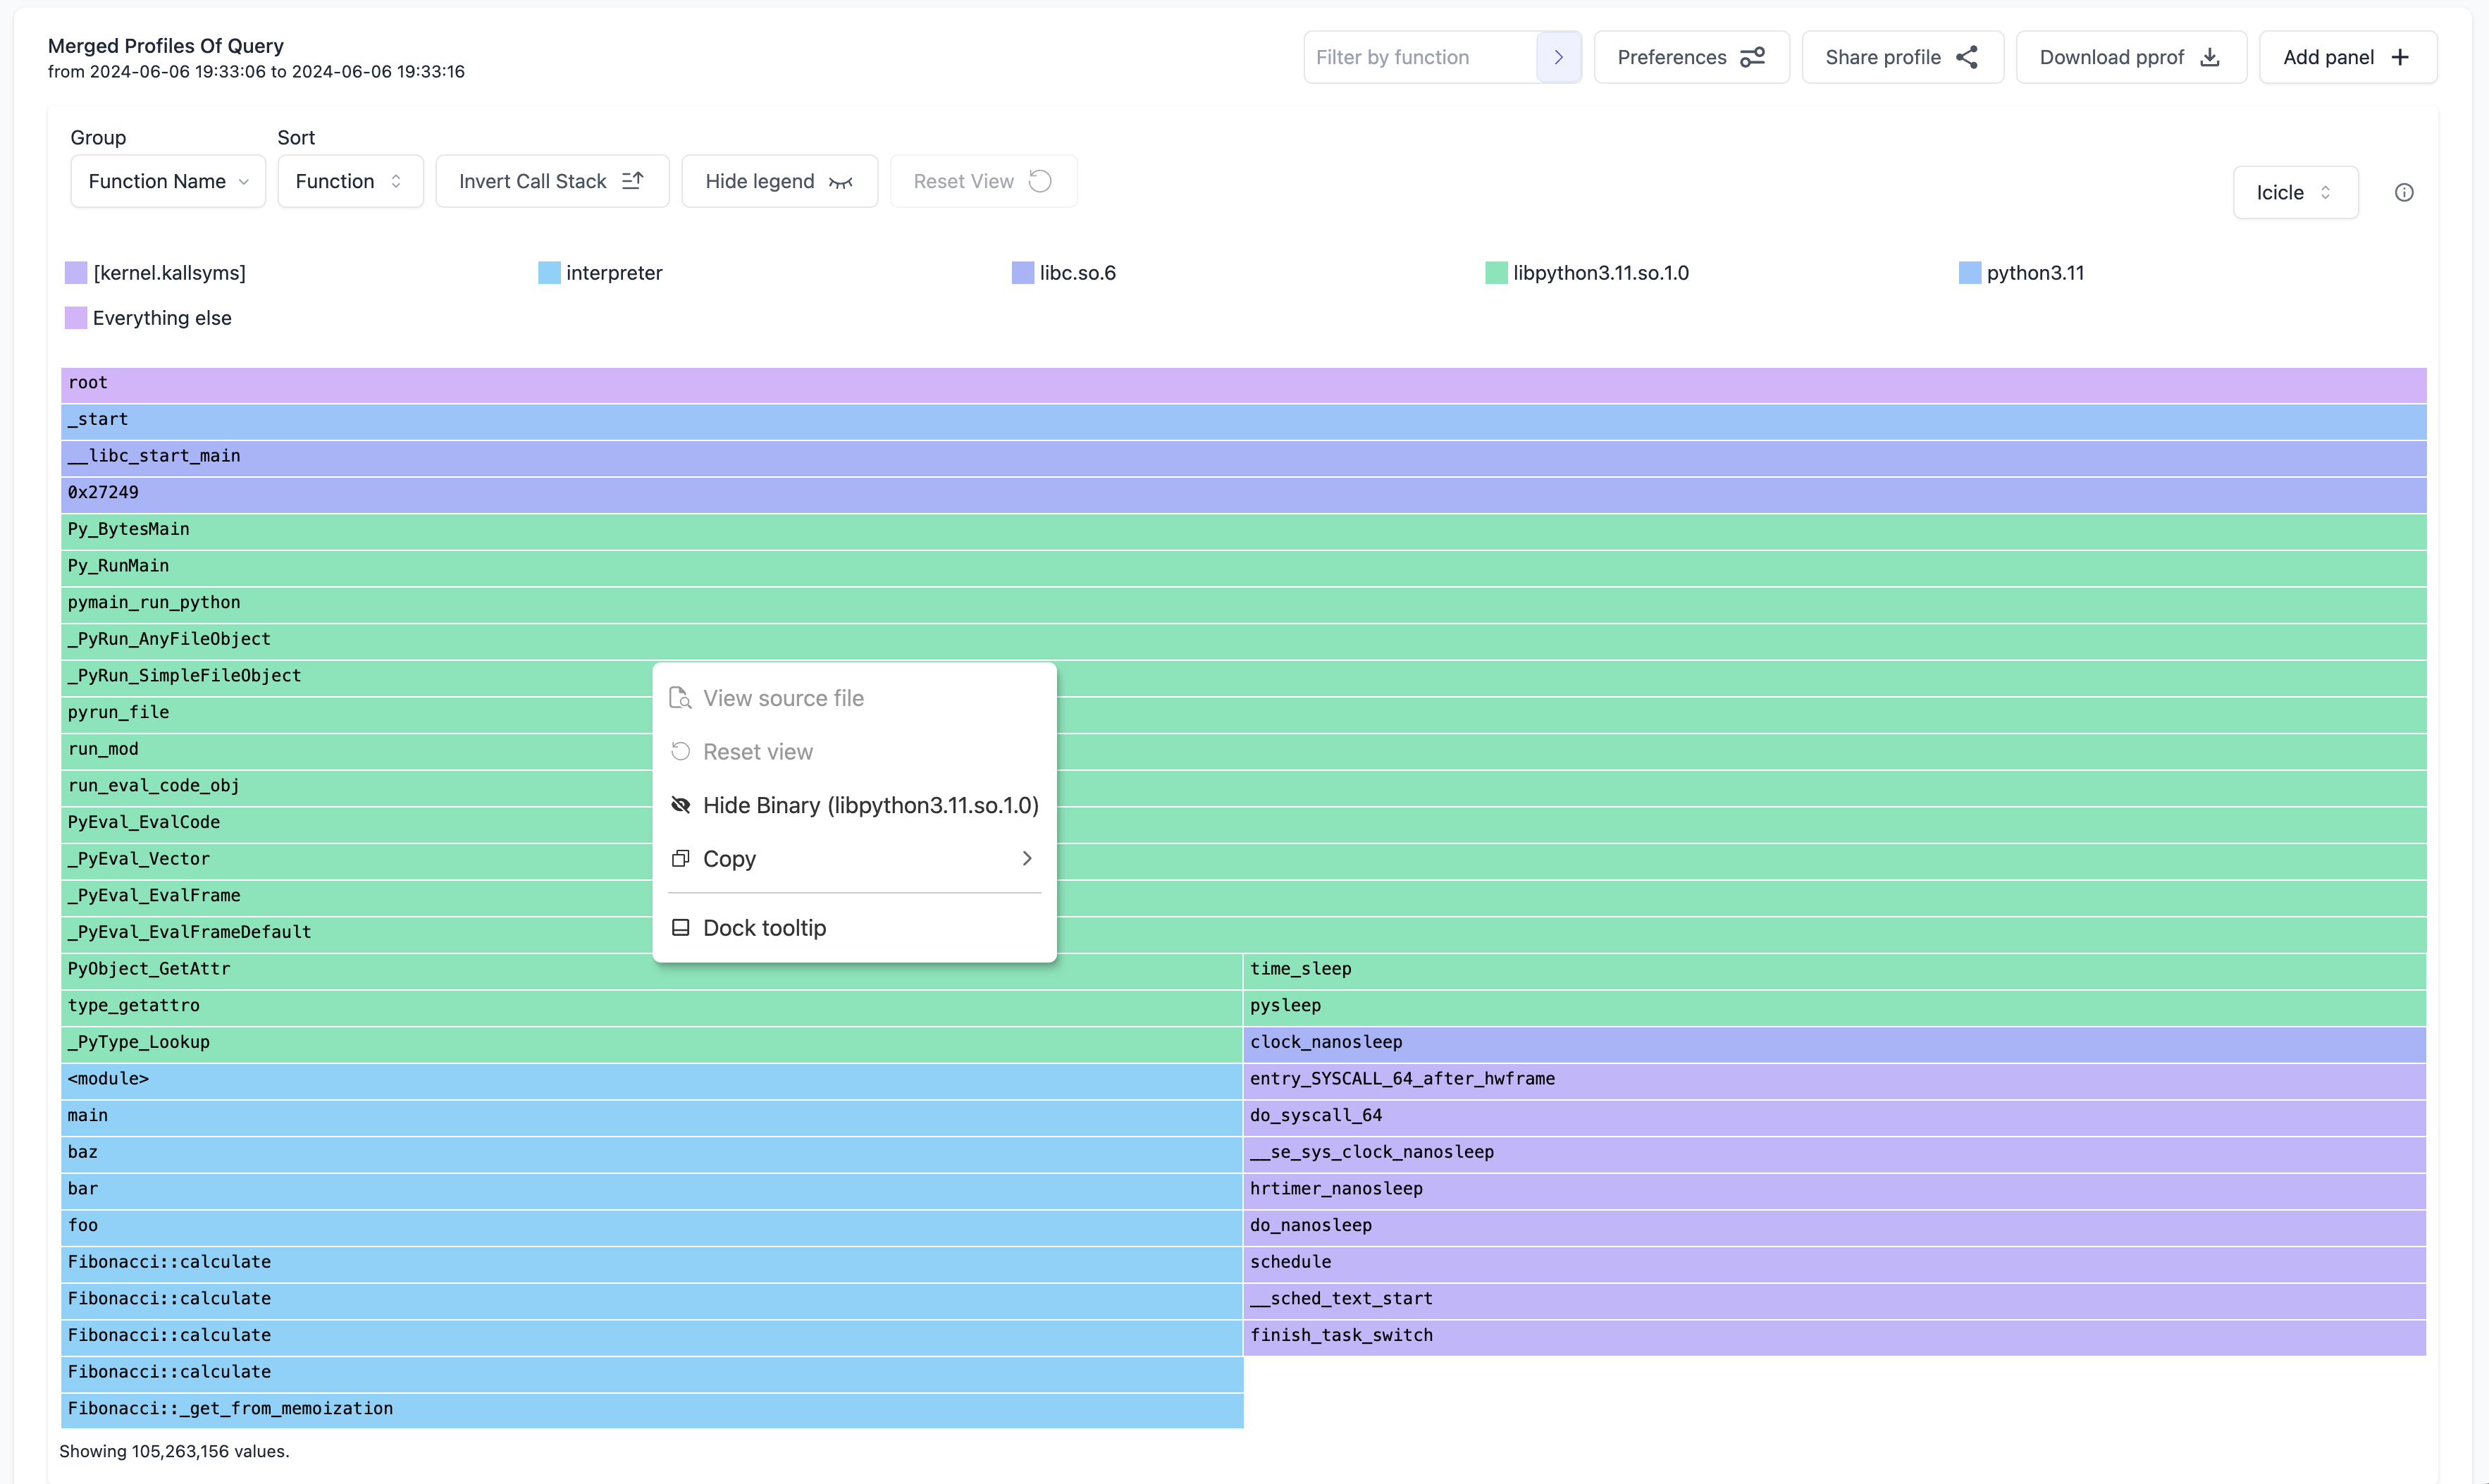 Merged Profiles Of Query
from 2024-06-06 19:33:06 to 2024-06-06 19:33:16
Filter by function
Preferences
Share profile
Download pprof
Add panel
Group
Sort
Function Name
Function
Invert Call Stack
Hide legend
Reset View
Icicle
[kernel.kallsyms]
interpreter
libc.so.6
libpython3.11.so.1.0
python3.11
Everything else
root
_start
__libc_start_main
0x27249
Py_BytesMain
Py_RunMain
pymain_run_python
_PyRun_AnyFileObject
_PyRun_SimpleFileObject
pyrun_file
run_mod
run_eval_code_obj
PyEval_EvalCode
_PyEval_Vector
_PyEval_EvalFrame
_PyEval_EvalFrameDefault
View source file
Reset view
Hide Binary (libpython3.11.so.1.0)
Copy
Dock tooltip
PyObject_GetAttr
type_getattro
_PyType_Lookup
<module>
main
baz
bar
foo
Fibonacci::calculate
Fibonacci::calculate
Fibonacci::calculate
Fibonacci::calculate
Fibonacci::_get_from_memoization
time_sleep
pysleep
clock_nanosleep
entry_SYSCALL_64_after_hwframe
do_syscall_64
__se_sys_clock_nanosleep
hrtimer_nanosleep
do_nanosleep
schedule
__sched_text_start
finish_task_switch
Showing 105,263,156 values.